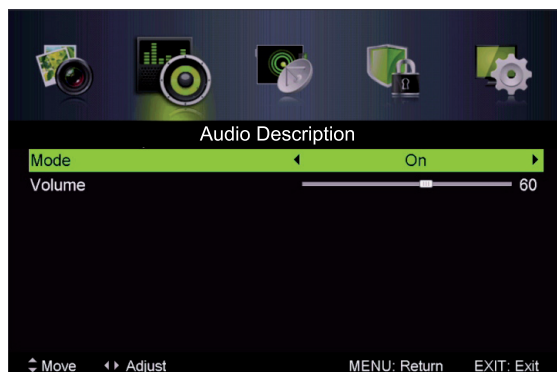 Audio Description
Mode On
Volume 60
Move Adjust MENU: Return EXIT: Exit